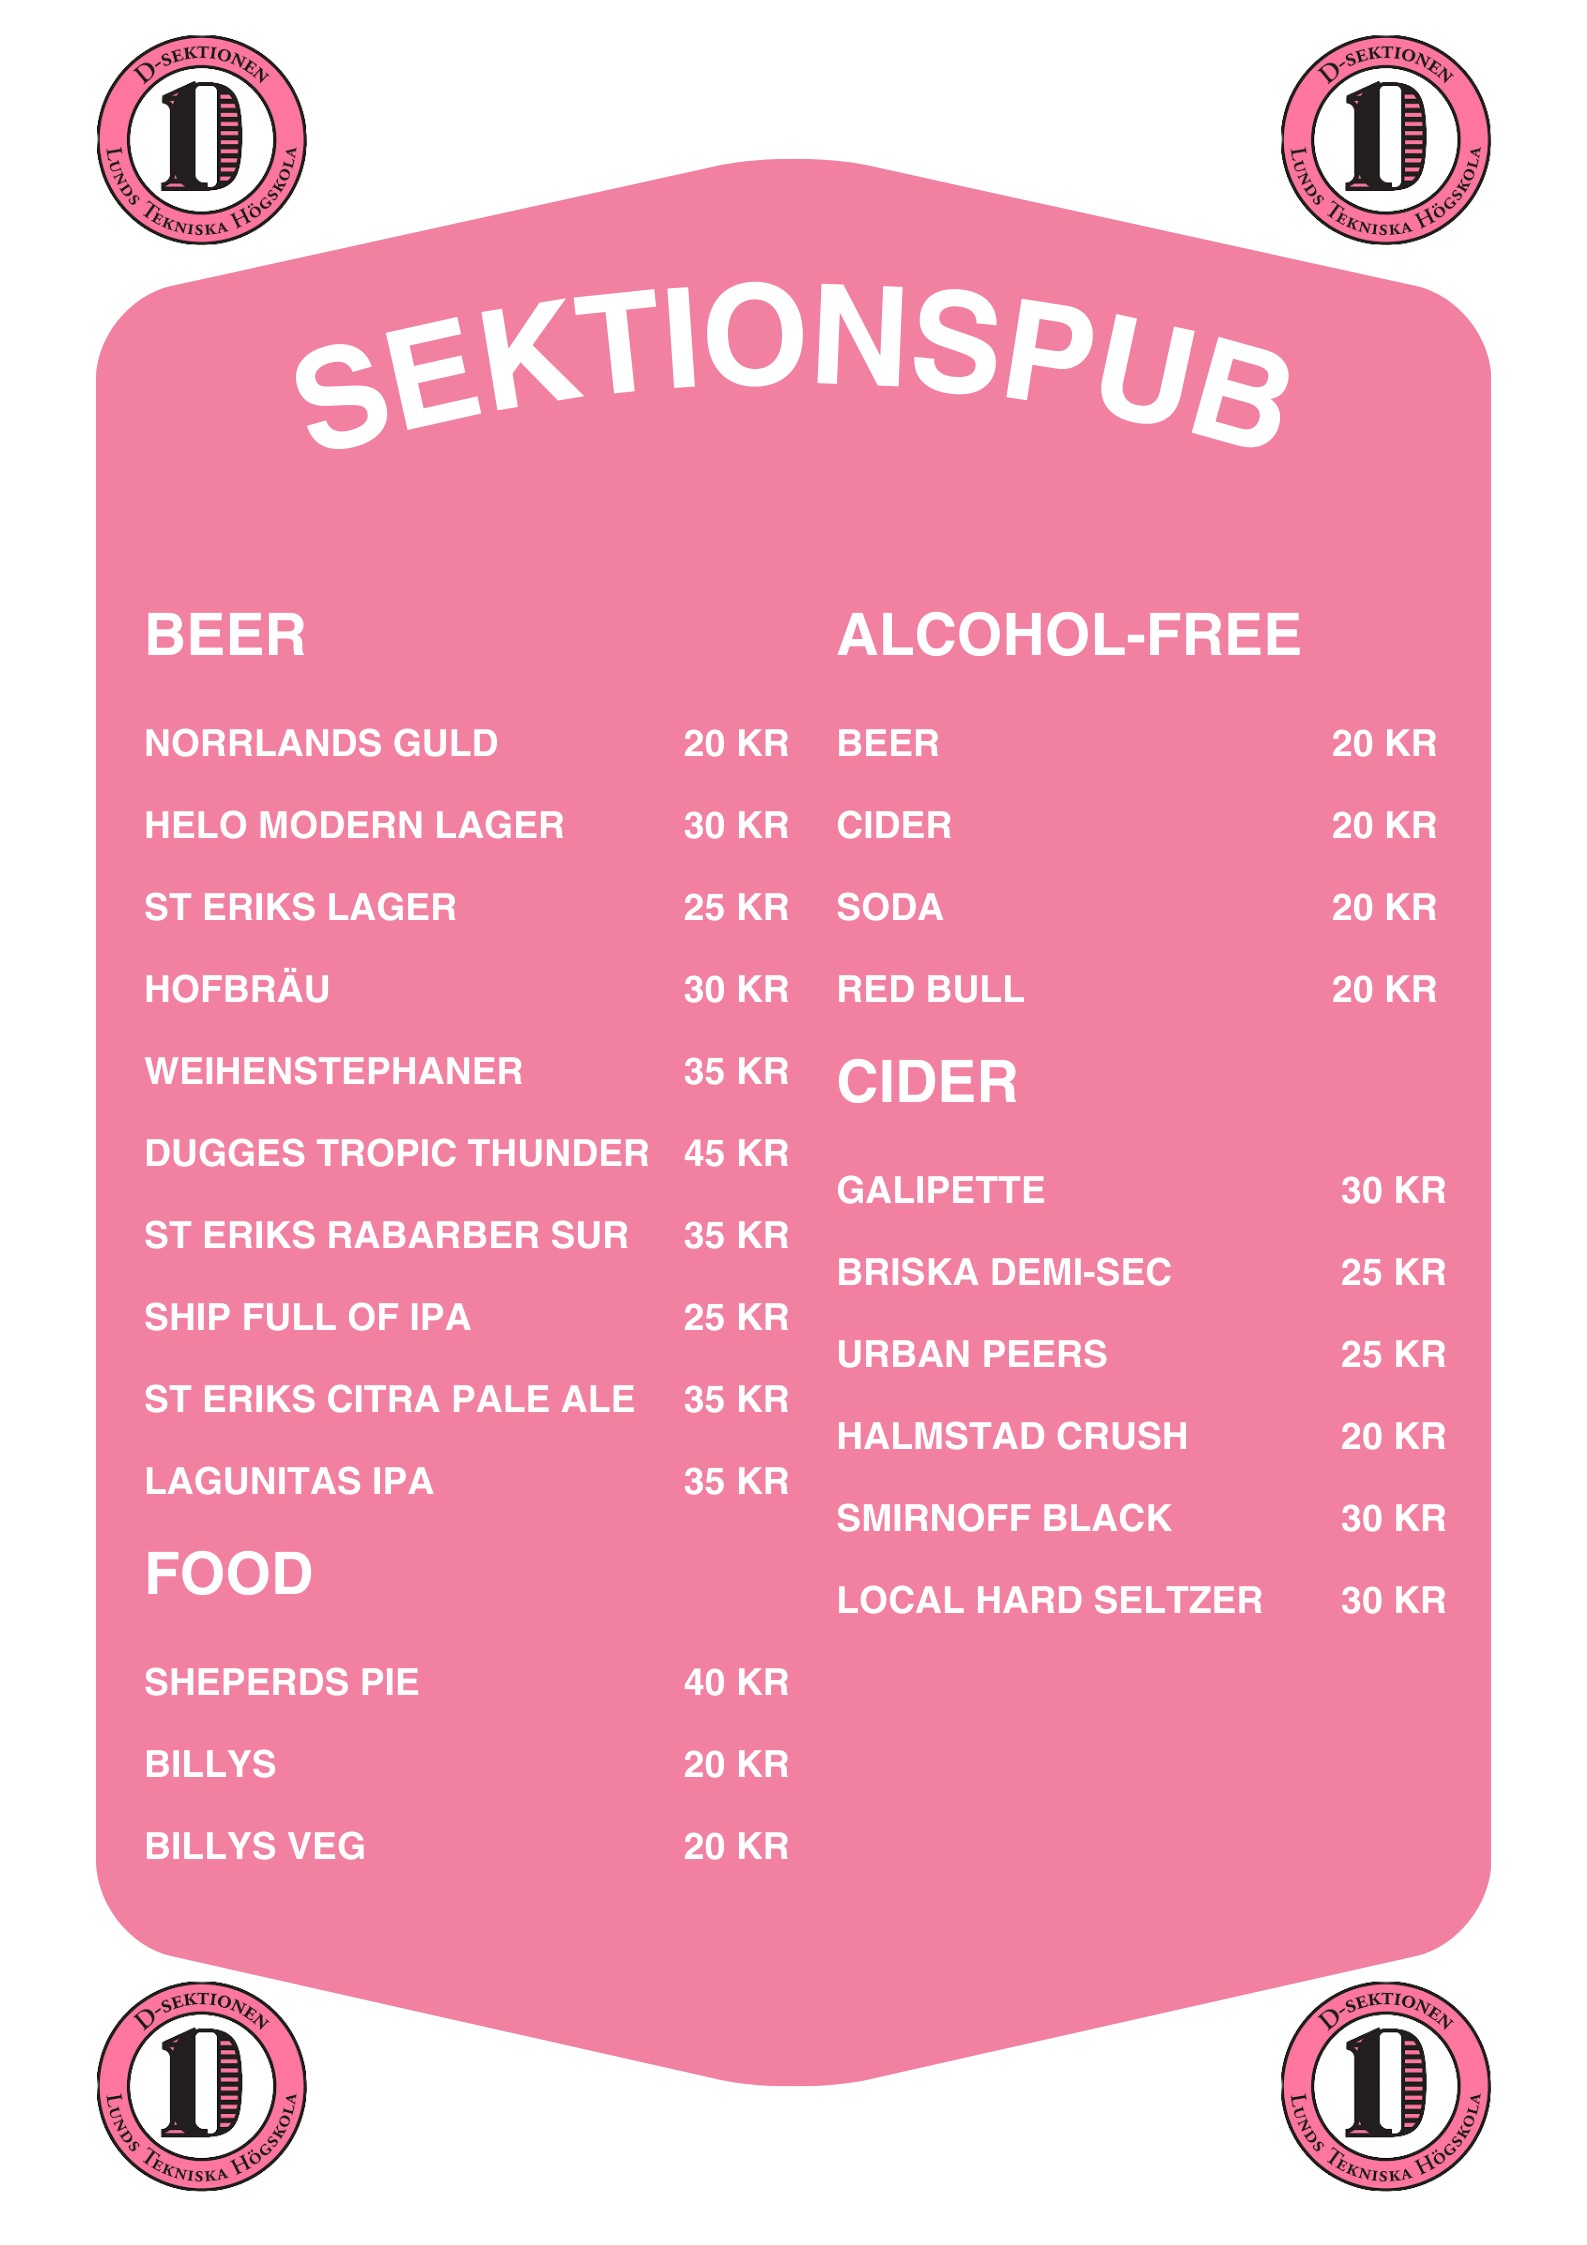 D-SEKTIONEN
LUNDS TEKNISKA HÖGSKOLA
D
D-SEKTIONEN
LUNDS TEKNISKA HÖGSKOLA
D
SEKTIONSPUB
BEER
NORRLANDS GULD 20 KR
HELO MODERN LAGER 30 KR
ST ERIKS LAGER 25 KR
HOFBRÄU 30 KR
WEIHENSTEPHANER 35 KR
DUGGES TROPIC THUNDER 45 KR
ST ERIKS RABARBER SUR 35 KR
SHIP FULL OF IPA 25 KR
ST ERIKS CITRA PALE ALE 35 KR
LAGUNITAS IPA 35 KR
FOOD
SHEPERDS PIE 40 KR
BILLYS 20 KR
BILLYS VEG 20 KR
ALCOHOL-FREE
BEER 20 KR
CIDER 20 KR
SODA 20 KR
RED BULL 20 KR
CIDER
GALIPETTE 30 KR
BRISKA DEMI-SEC 25 KR
URBAN PEERS 25 KR
HALMSTAD CRUSH 20 KR
SMIRNOFF BLACK 30 KR
LOCAL HARD SELTZER 30 KR
D-SEKTIONEN
LUNDS TEKNISKA HÖGSKOLA
D
D-SEKTIONEN
LUNDS TEKNISKA HÖGSKOLA
D